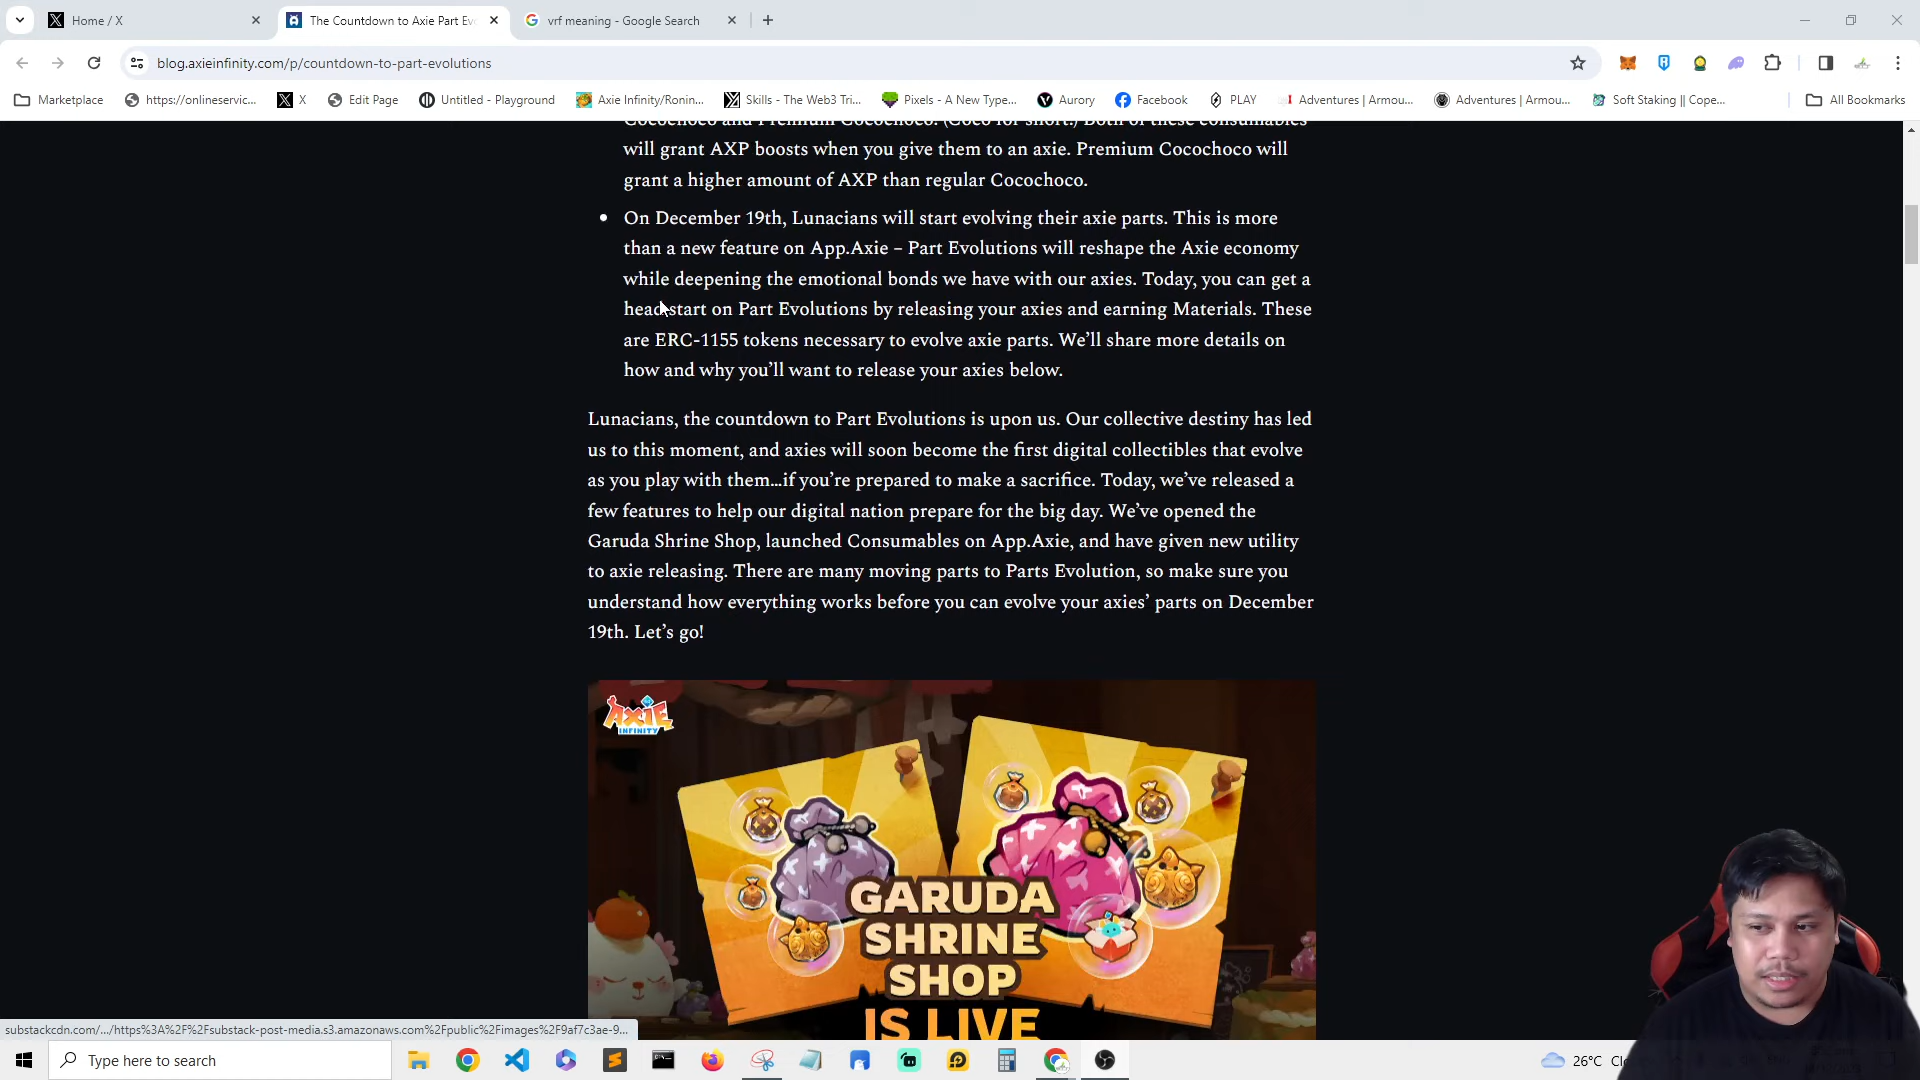 Home / X
The Countdown to Axie Part Ev
vrf meaning - Google Search
blog.axieinfinity.com/p/countdown-to-part-evolutions
Marketplace
https://onlineservic...
X
Edit Page
Untitled - Playground
Axie Infinity/Ronin...
Skills - The Web3 Tri...
Pixels - A New Type...
Aurory
Facebook
PLAY
Adventures | Armou...
Adventures | Armou...
Soft Staking || Cope...
All Bookmarks
Cocochoco and Premium Cocochoco. (Coco for short.) Both of these consumables
will grant AXP boosts when you give them to an axie. Premium Cocochoco will
grant a higher amount of AXP than regular Cocochoco.
On December 19th, Lunacians will start evolving their axie parts. This is more
than a new feature on App.Axie – Part Evolutions will reshape the Axie economy
while deepening the emotional bonds we have with our axies. Today, you can get a
head start on Part Evolutions by releasing your axies and earning Materials. These
are ERC-1155 tokens necessary to evolve axie parts. We’ll share more details on
how and why you’ll want to release your axies below.
Lunacians, the countdown to Part Evolutions is upon us. Our collective destiny has led
us to this moment, and axies will soon become the first digital collectibles that evolve
as you play with them…if you’re prepared to make a sacrifice. Today, we’ve released a
few features to help our digital nation prepare for the big day. We’ve opened the
Garuda Shrine Shop, launched Consumables on App.Axie, and have given new utility
to axie releasing. There are many moving parts to Parts Evolution, so make sure you
understand how everything works before you can evolve your axies’ parts on December
19th. Let’s go!
AXIE
INFINITY
GARUDA
SHRINE
SHOP
IS LIVE
substackcdn.com/.../https%3A%2F%2Fsubstack-post-media.s3.amazonaws.com%2Fpublic%2Fimages%2F9af7c3ae-9...
Type here to search
26°C